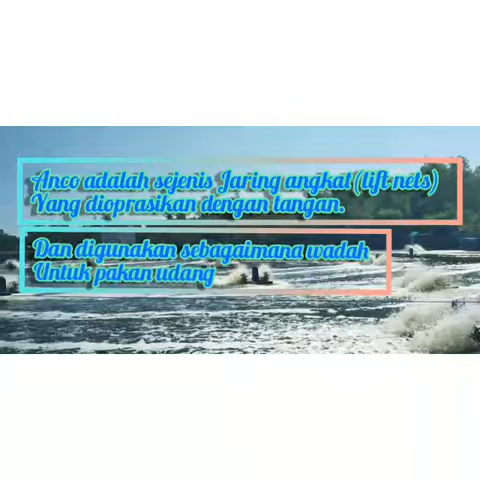 Anco adalah sejenis Jaring angkat(lift nets)
Yang dioprasikan dengan tangan.
Dan digunakan sebagaimana wadah
Untuk pakan udang